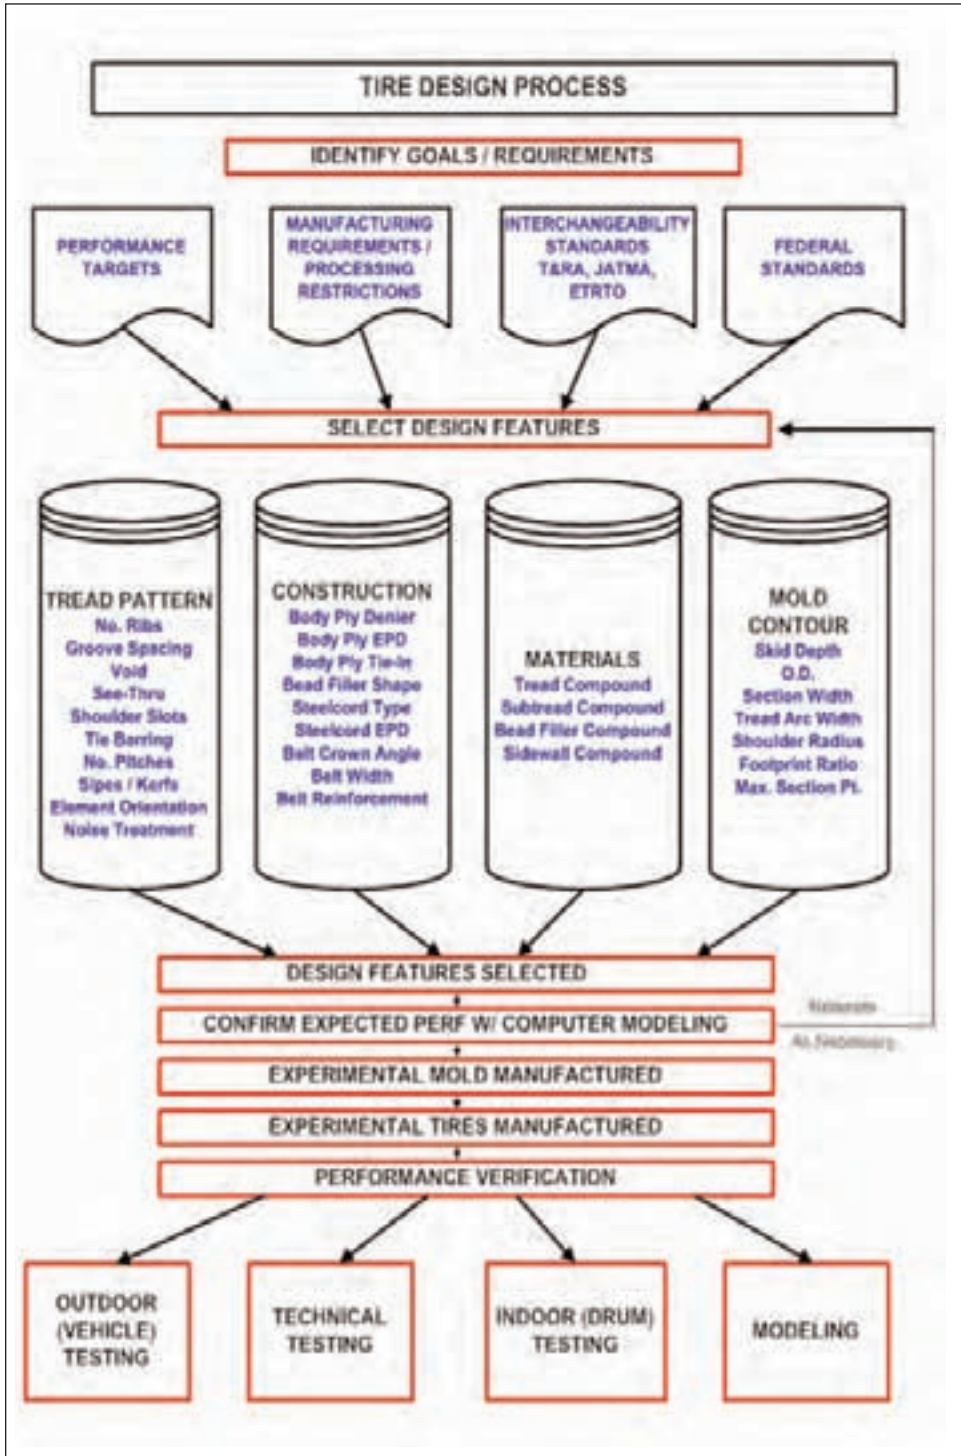 TIRE DESIGN PROCESS
IDENTIFY GOALS / REQUIREMENTS
PERFORMANCE
TARGETS
MANUFACTURING
REQUIREMENTS /
PROCESSING
RESTRICTIONS
INTERCHANGEABILITY
STANDARDS
T&RA, JATMA,
ETRTO
FEDERAL
STANDARDS
SELECT DESIGN FEATURES
TREAD PATTERN
No. Ribs
Groove Spacing
Void
See-Thru
Shoulder Slots
Tie Barring
No. Pitches
Sipes / Kerfs
Element Orientation
Noise Treatment
CONSTRUCTION
Body Ply Denier
Body Ply EPD
Body Ply Tie-In
Bead Filler Shape
Steelcord Type
Steelcord EPD
Belt Crown Angle
Belt Width
Belt Reinforcement
MATERIALS
Tread Compound
Subtread Compound
Bead Filler Compound
Sidewall Compound
MOLD
CONTOUR
Skid Depth
O.D.
Section Width
Tread Arc Width
Shoulder Radius
Footprint Ratio
Max. Section Pt.
DESIGN FEATURES SELECTED
CONFIRM EXPECTED PERF W/ COMPUTER MODELING
As Necessary
EXPERIMENTAL MOLD MANUFACTURED
EXPERIMENTAL TIRES MANUFACTURED
PERFORMANCE VERIFICATION
OUTDOOR
(VEHICLE)
TESTING
TECHNICAL
TESTING
INDOOR (DRUM)
TESTING
MODELING